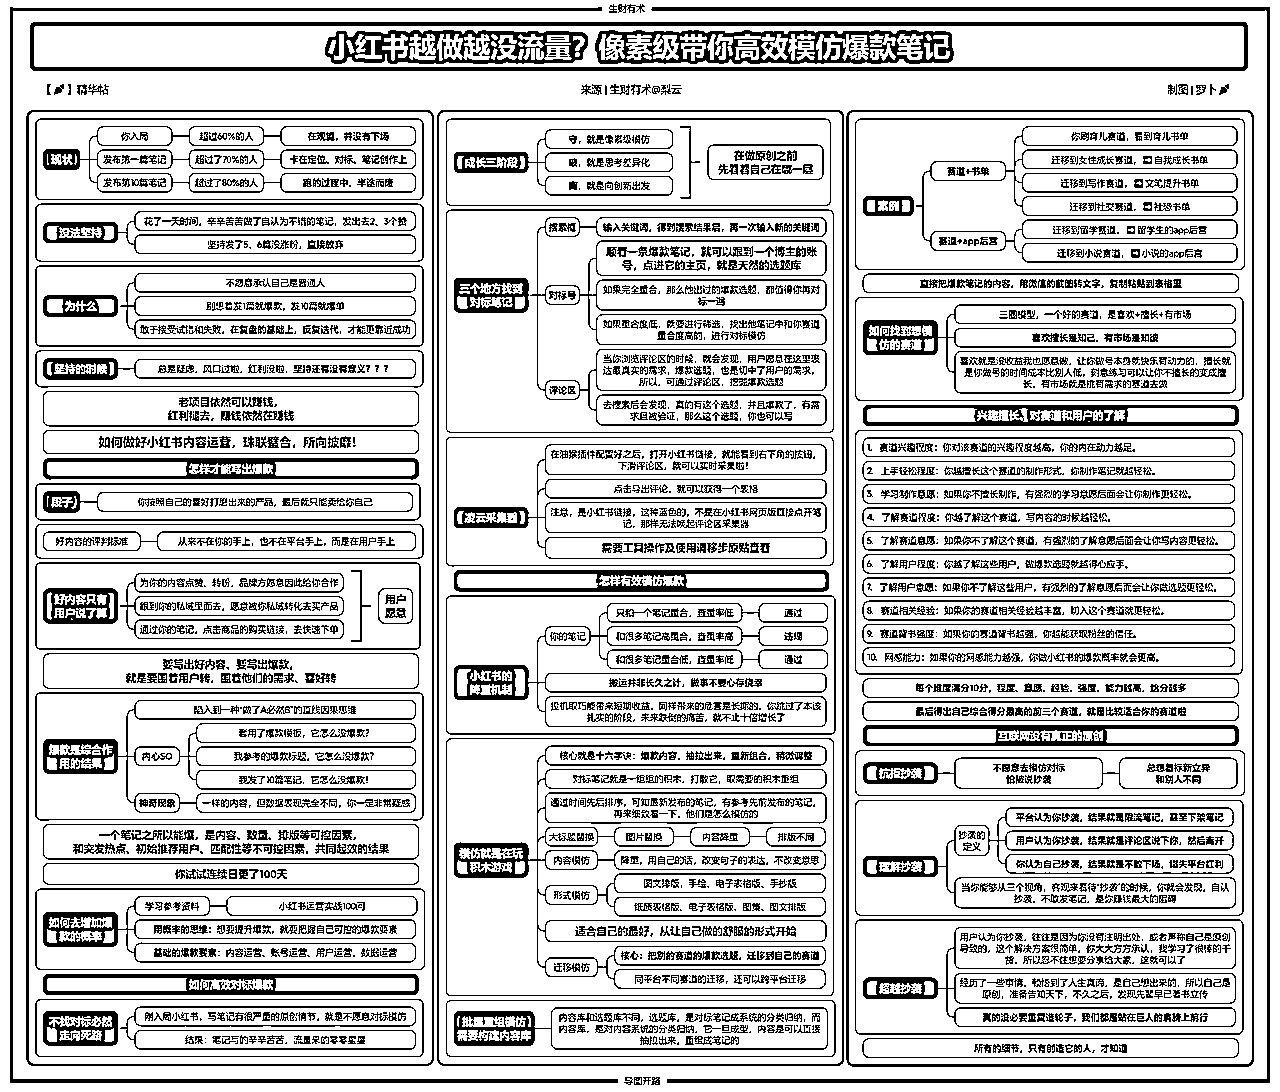 生财有术
小红书越做越没流量？像素级带你高效模仿爆款笔记
精华帖
来源 | 生财有术@梨云
制图 | 萝卜
现状
你入局
超过60%的人
在观望，并没有下场
发布第一篇笔记
超过了70%的人
卡在定位、对标、笔记创作上
发布第10篇笔记
超过了80%的人
跑的过程中，半途而废
没法坚持
花了一天时间，辛辛苦苦做了自认为不错的笔记，发出去2、3个赞
坚持发了5、6篇没涨粉，直接放弃
为什么
不愿意承认自己是普通人
别想着发1篇就爆款，发10篇就爆单
敢于接受试错和失败，在复盘的基础上，反复迭代，才能更靠近成功
坚持的时候
总是疑虑，风口过啦，红利没啦，坚持还有没有意义？？？
老项目依然可以赚钱，
红利褪去，赚钱依然在赚钱
如何做好小红书内容运营，珠联璧合，所向披靡！
怎样才能写出爆款
段子
你按照自己的喜好打磨出来的产品，最后就只能卖给你自己
好内容的评判标准
从来不在你的手上，也不在平台手上，而是在用户手上
好内容只有
用户说了算
为你的内容点赞、转粉，品牌方愿意因此给你合作
跟到你的私域里面去，愿意被你私域转化去买产品
通过你的笔记，点击商品的购买链接，去快速下单
用户
愿意
要写出好内容、要写出爆款，
就是要围着用户转，围着他们的需求、喜好转
爆款是综合作
用的结果
陷入到一种“做了A必然B”的直线因果思维
内心SO
套用了爆款模板，它怎么没爆款？
我参考的爆款标题，它怎么没爆款？
我发了10篇笔记，它怎么没爆款！
神奇现象
一样的内容，但数据表现完全不同，你一定非常疑惑
一个笔记之所以能爆，是内容、数量、排版等可控因素，
和突发热点、初始推荐用户、匹配性等不可控因素，共同起效的结果
你试试连续日更了100天
如何去增加爆
款的概率
学习参考资料
小红书运营实战100问
用概率的思维：想要提升爆款，就要把握自己可控的爆款要素
基础的爆款要素：内容运营、账号运营、用户运营、数据运营
如何高效对标爆款
不找对标必然
走向死路
刚入局小红书，写笔记有很严重的原创情节，就是不愿意对标模仿
结果：笔记写的辛辛苦苦，流量来的零零星星
成长三阶段
守，就是像素级模仿
破，就是思考差异化
离，就是向创新出发
在做原创之前
先看看自己在哪一层
三个地方找到
对标笔记
搜索框
输入关键词，得到搜索结果后，再一次输入新的关键词
对标号
顺着一条爆款笔记，就可以跟到一个博主的账
号，点进它的主页，就是天然的选题库
如果完全重合，那么他出过的爆款选题，都值得你再对
标一遍
如果重合度低，就要进行筛选，找出他笔记中和你赛道
重合度高的，进行对标模仿
评论区
当你浏览评论区的时候，就会发现，用户愿意在这里表
达最真实的需求，爆款选题，也是切中了用户的需求，
所以，可通过评论区，挖掘爆款选题
去搜索后会发现，真的有这个选题，并且爆款了，有需
求且被验证，那么这个选题，你也可以写
凌云采集器
在油猴插件配置好之后，打开小红书链接，就能看到右下角的按钮，
下滑评论区，就可以实时采集啦！
点击导出评论，就可以获得一个表格
注意，是小红书链接，这种蓝色的，不是在小红书网页版直接点开笔
记，那样无法唤起评论区采集器
需要工具操作及使用请移步原贴查看
怎样有效模仿爆款
小红书的
降重机制
你的笔记
只和一个笔记重合，查重率低
通过
和很多笔记高重合，查重率高
违规
和很多笔记重合低，查重率低
通过
搬运并非长久之计，做事不要心存侥幸
投机取巧能带来短期收益，同样带来的危害是长期的，你跳过了本该
扎实的阶段，未来跌倒的痛苦，就不止十倍增长了
模仿就是在玩
积木游戏
核心就是十六字诀：爆款内容，抽拉出来，重新组合，稍微调整
对标笔记就是一组组的积木，打散它，取需要的积木重组
通过时间先后排序，可知最新发布的笔记，有参考先前发布的笔记，
再来细致看一下，他们是怎么模仿的
大标题替换
图片替换
内容降重
排版不同
内容模仿
降重，用自己的话，改变句子的表达，不改变意思
形式模仿
图文排版，手绘、电子表格版、手抄版
纸质表格版、电子表格版、图集、图文排版
适合自己的最好，从让自己做的舒服的形式开始
迁移模仿
核心：把别的赛道的爆款选题，迁移到自己的赛道
同平台不同赛道的迁移，还可以跨平台迁移
批量重组模仿
需要构建内容库
内容库和选题库不同，选题库，是对标笔记成系统的分类归纳，而
内容库，是对内容系统的分类归纳，它一旦成型，内容是可以直接
抽拉出来，重组成笔记的
案例
赛道+书单
你刷育儿赛道，看到育儿书单
迁移到女性成长赛道，自我成长书单
迁移到写作赛道，文笔提升书单
迁移到社交赛道，社恐书单
赛道+app后营
迁移到留学赛道，留学生的app后营
迁移到小说赛道，小说的app后营
直接把爆款笔记的内容，用微信的截图转文字，复制粘贴到表格里
如何找到想模
仿的赛道
三圈模型，一个好的赛道，是喜欢+擅长+有市场
喜欢擅长是知己，有市场是知彼
喜欢就是没收益我也愿意做，让你做号本身就快乐有动力的，擅长就
是你做号的时间成本比别人低，刻意练习可以让你不擅长的变成擅
长，有市场就是挑有需求的赛道去做
兴趣擅长，对赛道和用户的了解
1. 赛道兴趣程度：你对该赛道的兴趣程度越高，你的内在动力越足。
2. 上手轻松程度：你越擅长这个赛道的制作形式，你制作笔记就越轻松。
3. 学习制作意愿：如果你不擅长制作，有强烈的学习意愿后面会让你制作更轻松。
4. 了解赛道程度：你越了解这个赛道，写内容的时候越轻松。
5. 了解赛道意愿：如果你不了解这个赛道，有强烈的了解意愿后面会让你写内容更轻松。
6. 了解用户程度：你越了解这些用户，做爆款选题就越得心应手。
7. 了解用户意愿：如果你不了解这些用户，有强烈的了解意愿后面会让你做选题更轻松。
8. 赛道相关经验：如果你的赛道相关经验越丰富，切入这个赛道就更轻松。
9. 赛道背书强度：如果你的赛道背书越强，你越能获取粉丝的信任。
10. 网感能力：如果你的网感能力越强，你做小红书的爆款概率就会更高。
每个维度满分10分，程度、意愿、经验、强度、能力越高，给分越多
最后得出自己综合得分最高的前三个赛道，就是比较适合你的赛道啦
互联网没有真正的原创
抗拒抄袭
不愿意去模仿对标
怕被说抄袭
总想着标新立异
和别人不同
理解抄袭
抄袭的
定义
平台认为你抄袭，结果就是限流笔记，甚至下架笔记
用户认为你抄袭，结果就是评论区说下你，然后离开
你认为自己抄袭，结果就是不敢下场，错失平台红利
当你能够从三个视角，客观来看待“抄袭”的时候，你就会发现，自认
抄袭，不敢发笔记，是你赚钱最大的阻碍
超越抄袭
用户认为你抄袭，往往是因为你没有注明出处，或者声称自己是原创
导致的，这个解决方案很简单，你大大方方承认，我学习了很棒的干
货，所以忍不住想要分享给大家，这就可以了
经历了一些事情，顿悟到了人生真谛，是自己想出来的，所以自己是
原创，准备告知天下，不久之后，发现先辈早已著书立传
真的没必要重复造轮子，我们都是站在巨人的肩膀上前行
所有的细节，只有创造它的人，才知道
导图开路